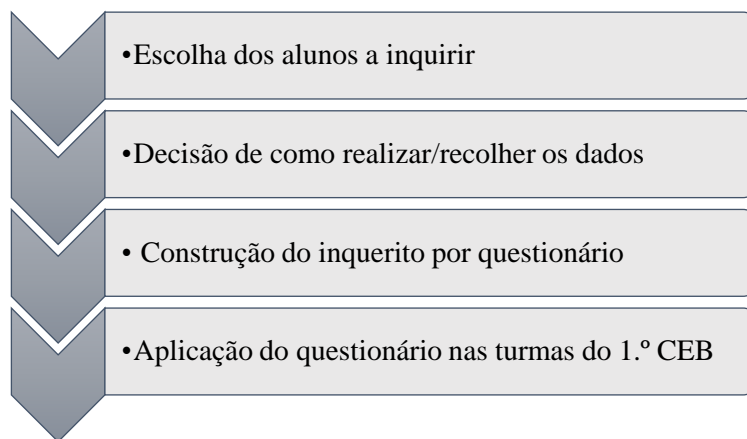 •Escolha dos alunos a inquirir
•Decisão de como realizar/recolher os dados
• Construção do inquerito por questionário
•Aplicação do questionário nas turmas do 1.º CEB